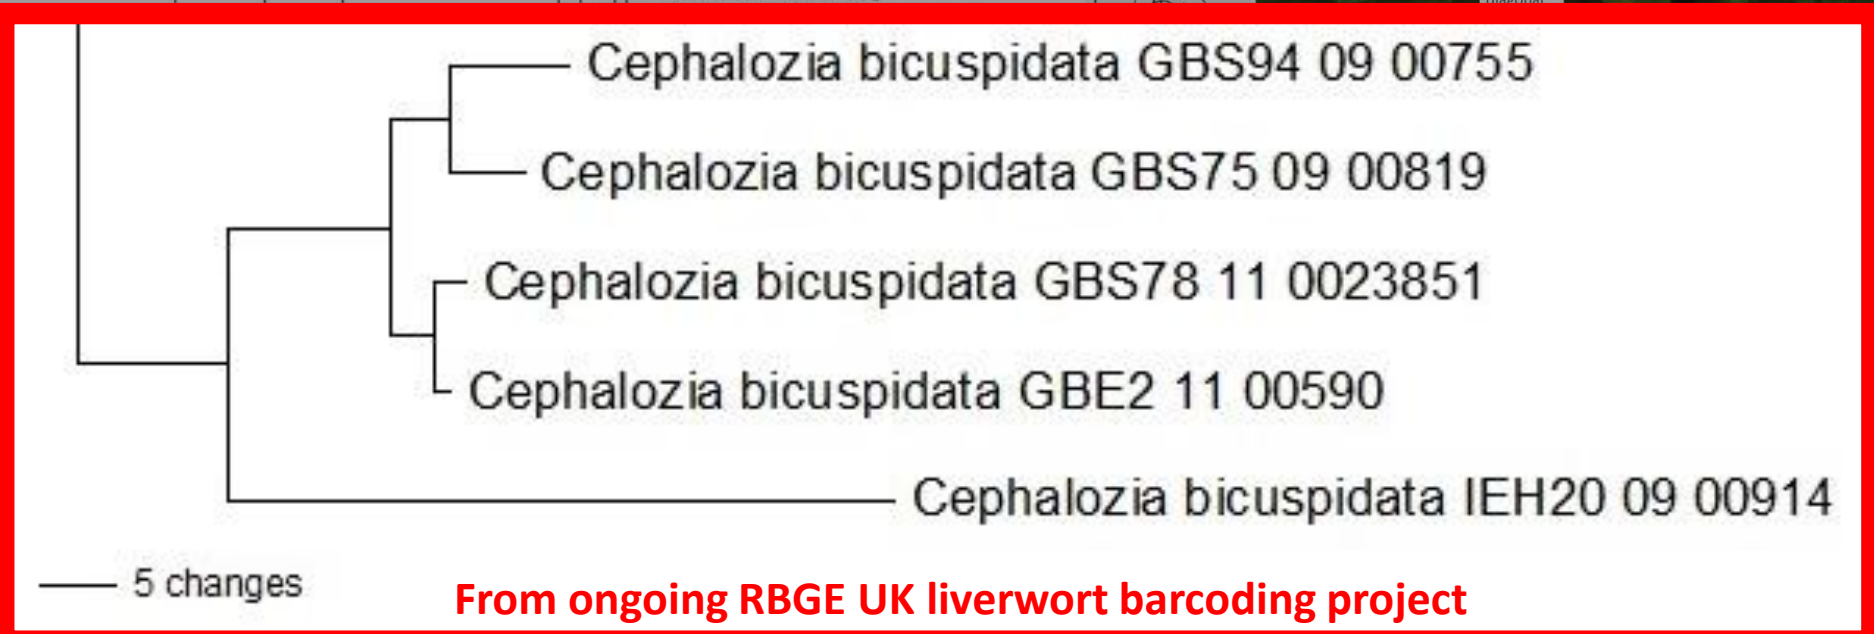 Cephalozia bicuspidata GBS94 09 00755
Cephalozia bicuspidata GBS75 09 00819
Cephalozia bicuspidata GBS78 11 0023851
Cephalozia bicuspidata GBE2 11 00590
Cephalozia bicuspidata IEH20 09 00914
5 changes
From ongoing RBGE UK liverwort barcoding project